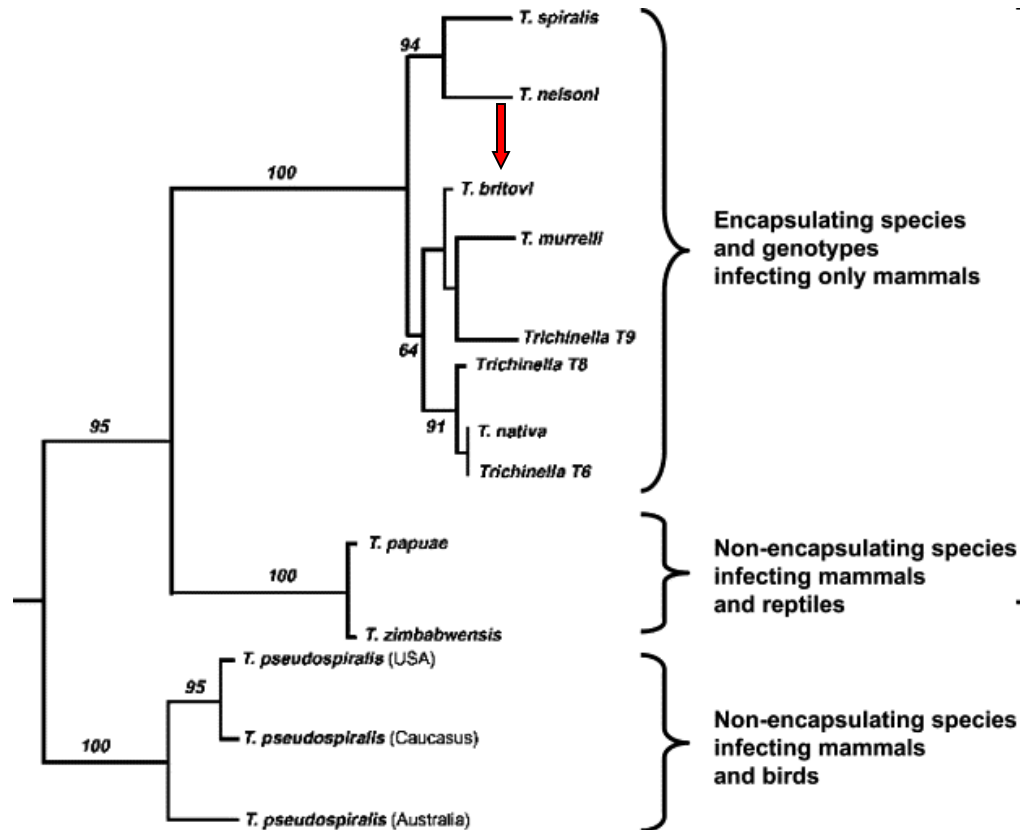 T. spiralis
94
T. nelsoni
100
T. britovi
T. murrelli
Encapsulating species
and genotypes
infecting only mammals
Trichinella T9
64
Trichinella T8
91
T. nativa
95
Trichinella T6
T. papuae
Non-encapsulating species
infecting mammals
and reptiles
100
T. zimbabwensis
T. pseudospiralis (USA)
95
Non-encapsulating species
infecting mammals
and birds
T. pseudospiralis (Caucasus)
100
T. pseudospiralis (Australia)